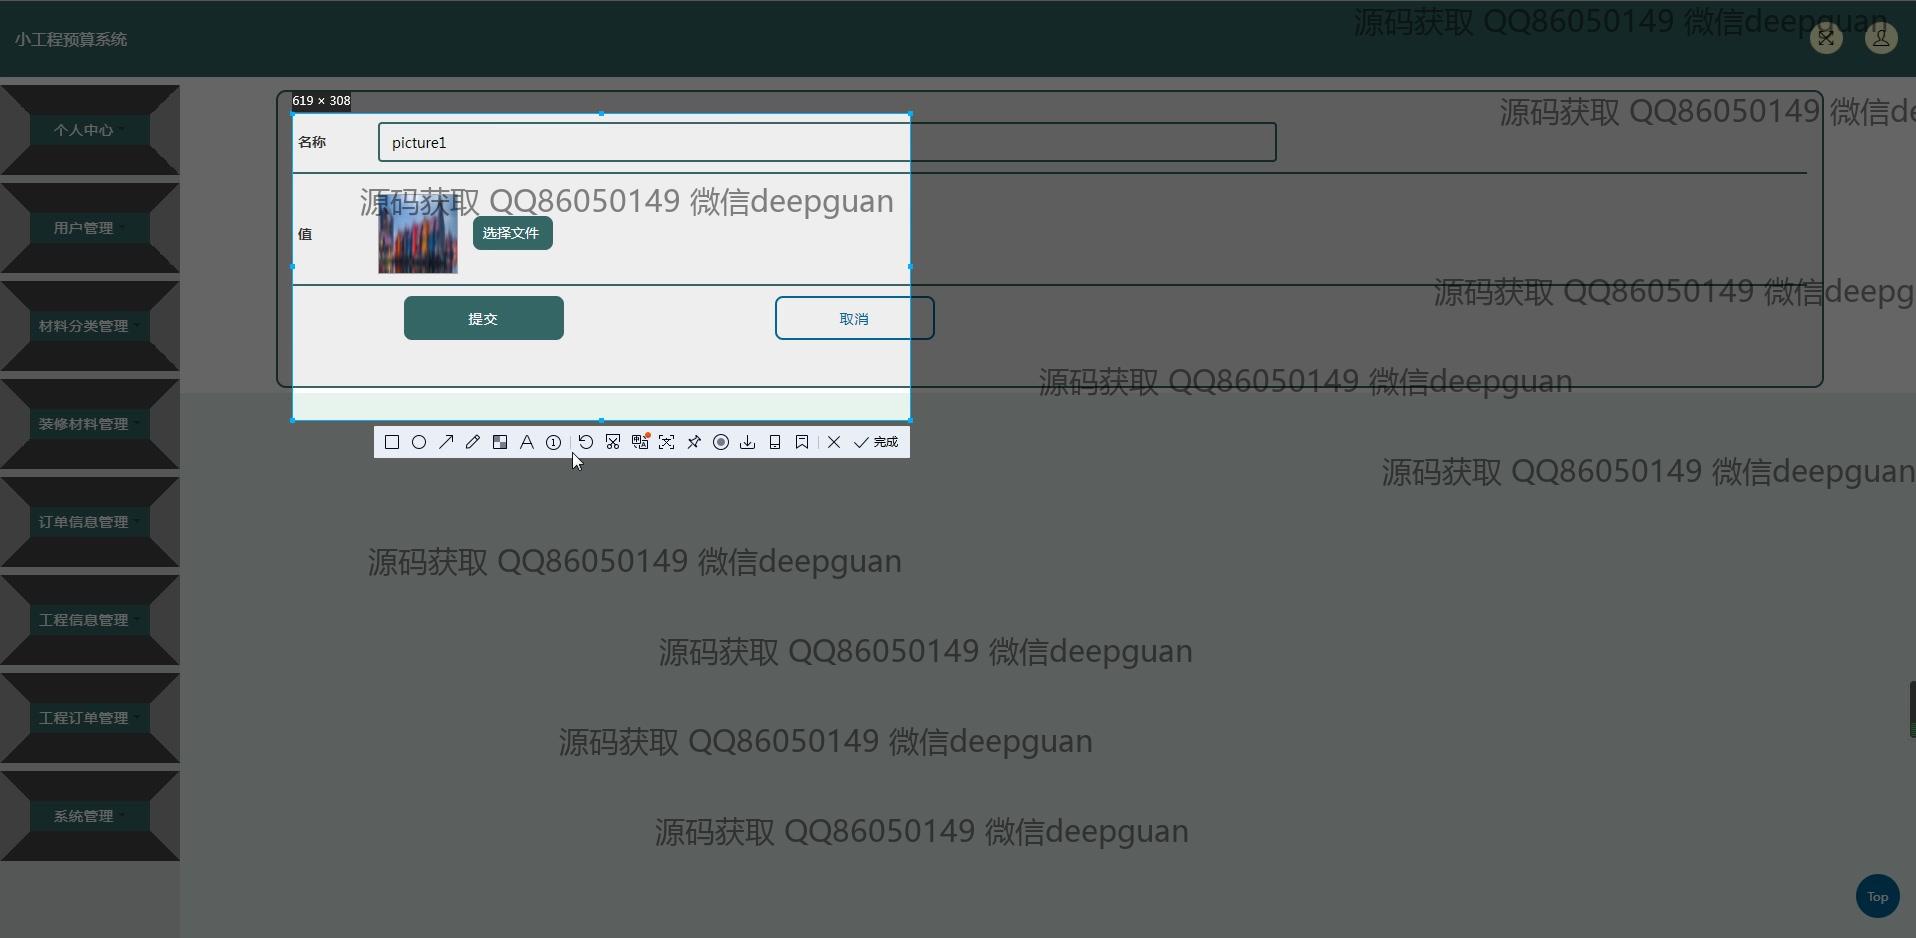 小工程预算系统
源码获取 QQ86050149 微信deepguan
619 × 308
源码获取 QQ86050149 微信de
个人中心
名称
picture1
源码获取 QQ86050149 微信deepguan
用户管理
值
选择文件
源码获取 QQ86050149 微信deepg
材料分类管理
提交
取消
源码获取 QQ86050149 微信deepguan
装修材料管理
完成
源码获取 QQ86050149 微信deepguan
订单信息管理
源码获取 QQ86050149 微信deepguan
工程信息管理
源码获取 QQ86050149 微信deepguan
工程订单管理
源码获取 QQ86050149 微信deepguan
系统管理
源码获取 QQ86050149 微信deepguan
Top